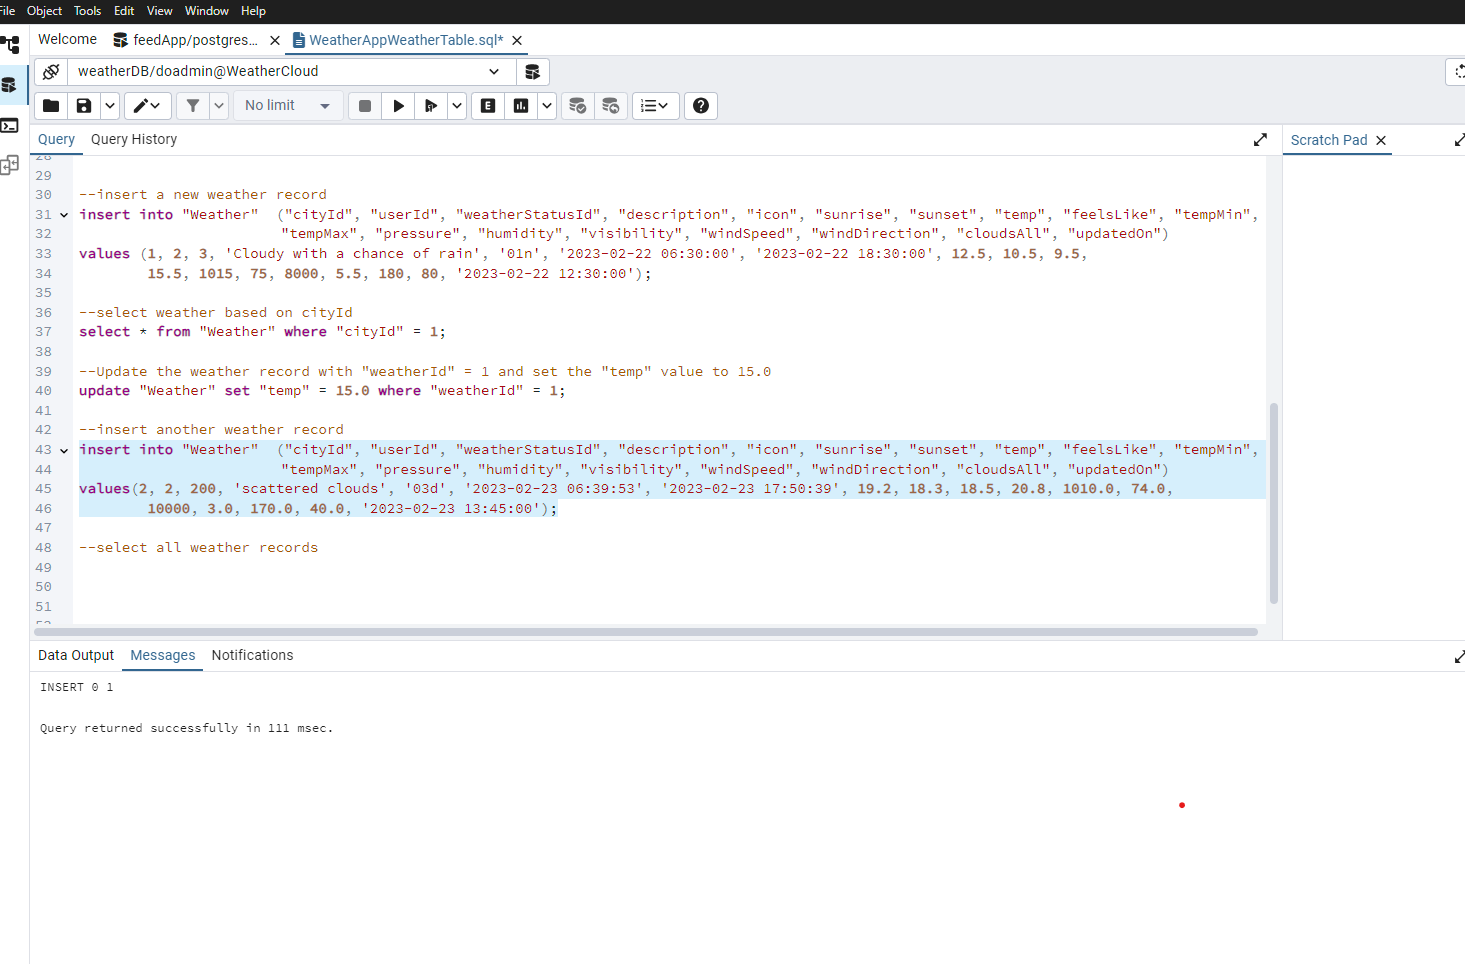 File Object Tools Edit View Window Help
Welcome feedApp/postgres... WeatherAppWeatherTable.sql*
weatherDB/doadmin@WeatherCloud
No limit
Query Query History Scratch Pad
28
29
30 --insert a new weather record
31 insert into "Weather"  ("cityId", "userId", "weatherStatusId", "description", "icon", "sunrise", "sunset", "temp", "feelsLike", "tempMin",
32 "tempMax", "pressure", "humidity", "visibility", "windSpeed", "windDirection", "cloudsAll", "updatedOn")
33 values (1, 2, 3, 'Cloudy with a chance of rain', '01n', '2023-02-22 06:30:00', '2023-02-22 18:30:00', 12.5, 10.5, 9.5,
34 15.5, 1015, 75, 8000, 5.5, 180, 80, '2023-02-22 12:30:00');
35
36 --select weather based on cityId
37 select * from "Weather" where "cityId" = 1;
38
39 --Update the weather record with "weatherId" = 1 and set the "temp" value to 15.0
40 update "Weather" set "temp" = 15.0 where "weatherId" = 1;
41
42 --insert another weather record
43 insert into "Weather"  ("cityId", "userId", "weatherStatusId", "description", "icon", "sunrise", "sunset", "temp", "feelsLike", "tempMin",
44 "tempMax", "pressure", "humidity", "visibility", "windSpeed", "windDirection", "cloudsAll", "updatedOn")
45 values(2, 2, 200, 'scattered clouds', '03d', '2023-02-23 06:39:53', '2023-02-23 17:50:39', 19.2, 18.3, 18.5, 20.8, 1010.0, 74.0,
46 10000, 3.0, 170.0, 40.0, '2023-02-23 13:45:00');
47
48 --select all weather records
49
50
51
52
Data Output Messages Notifications
INSERT 0 1
Query returned successfully in 111 msec.